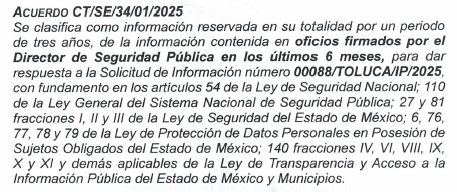 ACUERDO CT/SE/34/01/2025
Se clasifica como información reservada en su totalidad por un periodo
de tres años, de la información contenida en oficios firmados por el
Director de Seguridad Pública en los últimos 6 meses, para dar
respuesta a la Solicitud de Información número 00088/TOLUCA/IP/2025,
con fundamento en los artículos 54 de la Ley de Seguridad Nacional; 110
de la Ley General del Sistema Nacional de Seguridad Pública; 27 y 81
fracciones I, II y III de la Ley de Seguridad del Estado de México; 6, 76,
77, 78 y 79 de la Ley de Protección de Datos Personales en Posesión de
Sujetos Obligados del Estado de México; 140 fracciones IV, VI, VIII, IX,
X y XI y demás aplicables de la Ley de Transparencia y Acceso a la
Información Pública del Estado de México y Municipios.